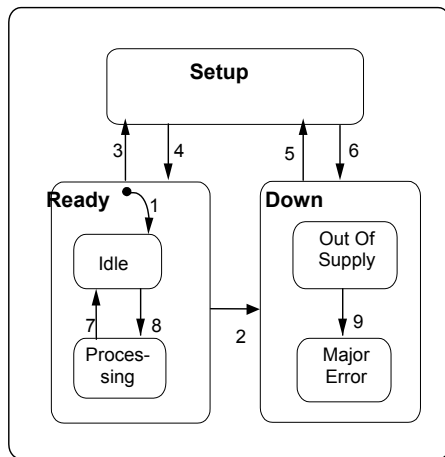 Setup
3
4
5
6
Ready
1
Down
Idle
Out Of
Supply
7
8
2
9
Proces-
sing
Major
Error